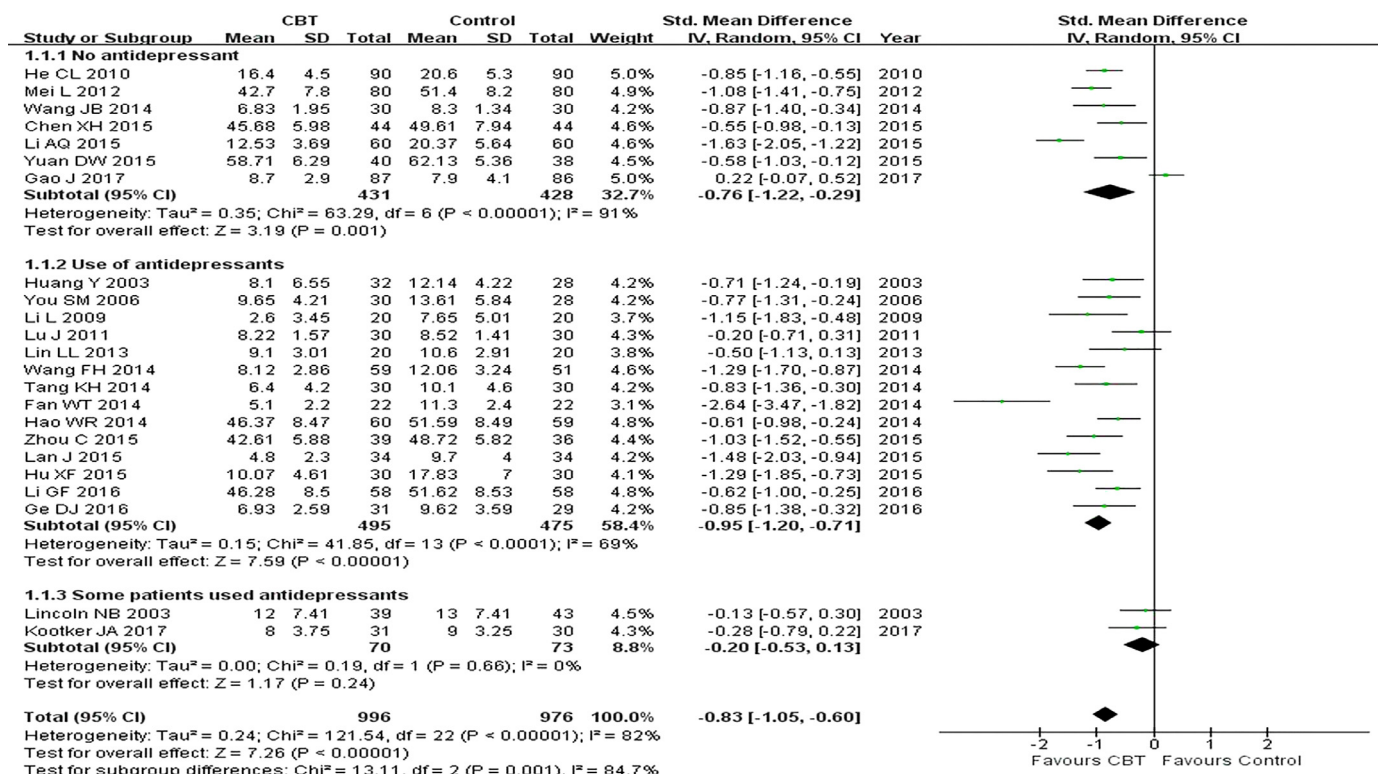 CBT Control Std. Mean Difference Std. Mean Difference
Study or Subgroup Mean SD Total Mean SD Total Weight IV, Random, 95% CI Year IV, Random, 95% CI
1.1.1 No antidepressant
He CL 2010 16.4 4.5 90 20.6 5.3 90 5.0% -0.85 [-1.16, -0.55] 2010
Mei L 2012 42.7 7.8 80 51.4 8.2 80 4.9% -1.08 [-1.41, -0.75] 2012
Wang JB 2014 6.83 1.95 30 8.3 1.34 30 4.2% -0.87 [-1.40, -0.34] 2014
Chen XH 2015 45.68 5.98 44 49.61 7.94 44 4.6% -0.55 [-0.98, -0.13] 2015
Li AQ 2015 12.53 3.69 60 20.37 5.64 60 4.6% -1.63 [-2.05, -1.22] 2015
Yuan DW 2015 58.71 6.29 40 62.13 5.36 38 4.5% -0.58 [-1.03, -0.12] 2015
Gao J 2017 8.7 2.9 87 7.9 4.1 86 5.0% 0.22 [-0.07, 0.52] 2017
Subtotal (95% CI) 431 428 32.7% -0.76 [-1.22, -0.29]
Heterogeneity: Tau² = 0.35; Chi² = 63.29, df = 6 (P < 0.00001); I² = 91%
Test for overall effect: Z = 3.19 (P = 0.001)
1.1.2 Use of antidepressants
Huang Y 2003 8.1 6.55 32 12.14 4.22 28 4.2% -0.71 [-1.24, -0.19] 2003
You SM 2006 9.65 4.21 30 13.61 5.84 28 4.2% -0.77 [-1.31, -0.24] 2006
Li L 2009 2.6 3.45 20 7.65 5.01 20 3.7% -1.15 [-1.83, -0.48] 2009
Lu J 2011 8.22 1.57 30 8.52 1.41 30 4.3% -0.20 [-0.71, 0.31] 2011
Lin LL 2013 9.1 3.01 20 10.6 2.91 20 3.8% -0.50 [-1.13, 0.13] 2013
Wang FH 2014 8.12 2.86 59 12.06 3.24 51 4.6% -1.29 [-1.70, -0.87] 2014
Tang KH 2014 6.4 4.2 30 10.1 4.6 30 4.2% -0.83 [-1.36, -0.30] 2014
Fan WT 2014 5.1 2.2 22 11.3 2.4 22 3.1% -2.64 [-3.47, -1.82] 2014
Hao WR 2014 46.37 8.47 60 51.59 8.49 59 4.8% -0.61 [-0.98, -0.24] 2014
Zhou C 2015 42.61 5.88 39 48.72 5.82 36 4.4% -1.03 [-1.52, -0.55] 2015
Lan J 2015 4.8 2.3 34 9.7 4 34 4.2% -1.48 [-2.03, -0.94] 2015
Hu XF 2015 10.07 4.61 30 17.83 7 30 4.1% -1.29 [-1.85, -0.73] 2015
Li GF 2016 46.28 8.5 58 51.62 8.53 58 4.8% -0.62 [-1.00, -0.25] 2016
Ge DJ 2016 6.93 2.59 31 9.62 3.59 29 4.2% -0.85 [-1.38, -0.32] 2016
Subtotal (95% CI) 495 475 58.4% -0.95 [-1.20, -0.71]
Heterogeneity: Tau² = 0.15; Chi² = 41.85, df = 13 (P < 0.0001); I² = 69%
Test for overall effect: Z = 7.59 (P < 0.00001)
1.1.3 Some patients used antidepressants
Lincoln NB 2003 12 7.41 39 13 7.41 43 4.5% -0.13 [-0.57, 0.30] 2003
Kootker JA 2017 8 3.75 31 9 3.25 30 4.3% -0.28 [-0.79, 0.22] 2017
Subtotal (95% CI) 70 73 8.8% -0.20 [-0.53, 0.13]
Heterogeneity: Tau² = 0.00; Chi² = 0.19, df = 1 (P = 0.66); I² = 0%
Test for overall effect: Z = 1.17 (P = 0.24)
Total (95% CI) 996 976 100.0% -0.83 [-1.05, -0.60]
Heterogeneity: Tau² = 0.24; Chi² = 121.54, df = 22 (P < 0.00001); I² = 82%
Test for overall effect: Z = 7.26 (P < 0.00001)
Test for subgroup differences: Chi² = 13.11, df = 2 (P = 0.001), I² = 84.7%
-2 -1 0 1 2
Favours CBT Favours Control